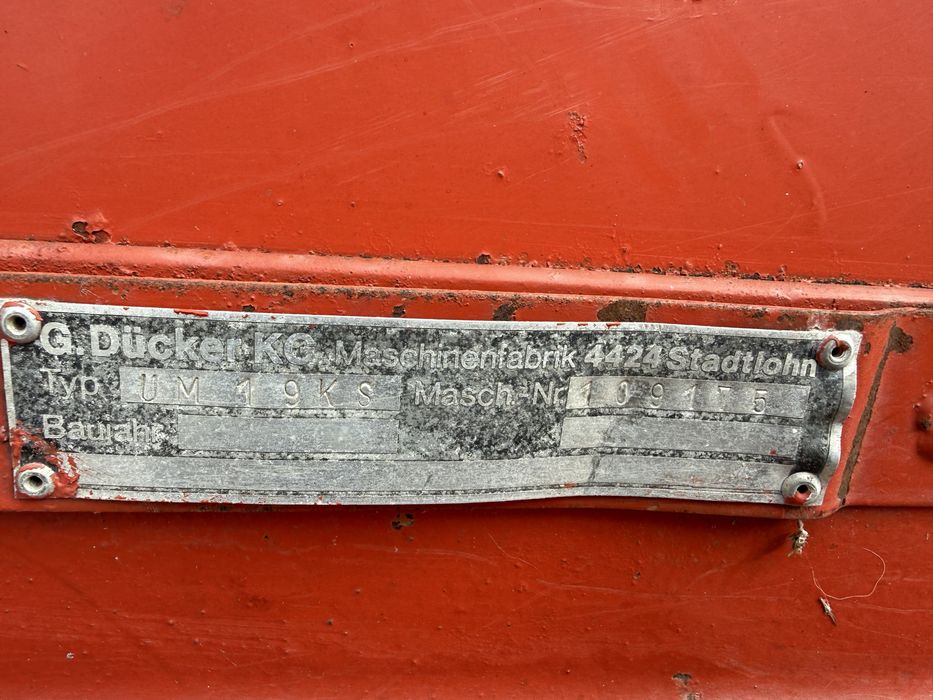 G. Dücker KG, Maschinenfabrik 4424 Stadtlohn
Typ UM 19KS Masch.-Nr. 109175
Baujahr